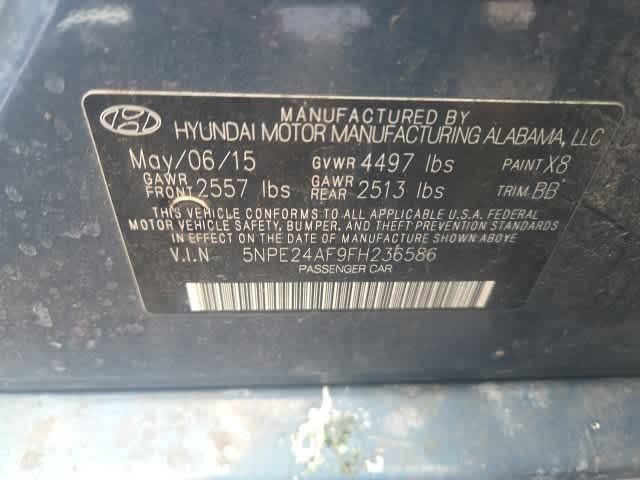 MANUFACTURED BY
HYUNDAI MOTOR MANUFACTURING ALABAMA, LLC
May/06/15 GVWR 4497 lbs PAINT X8
GAWR FRONT 2557 lbs GAWR REAR 2513 lbs TRIM BB
THIS VEHICLE CONFORMS TO ALL APPLICABLE U.S.A. FEDERAL
MOTOR VEHICLE SAFETY, BUMPER, AND THEFT PREVENTION
STANDARDS IN EFFECT ON THE DATE OF MANUFACTURE SHOWN ABOVE.
V.I.N 5NPE24AF9FH236586
PASSENGER CAR